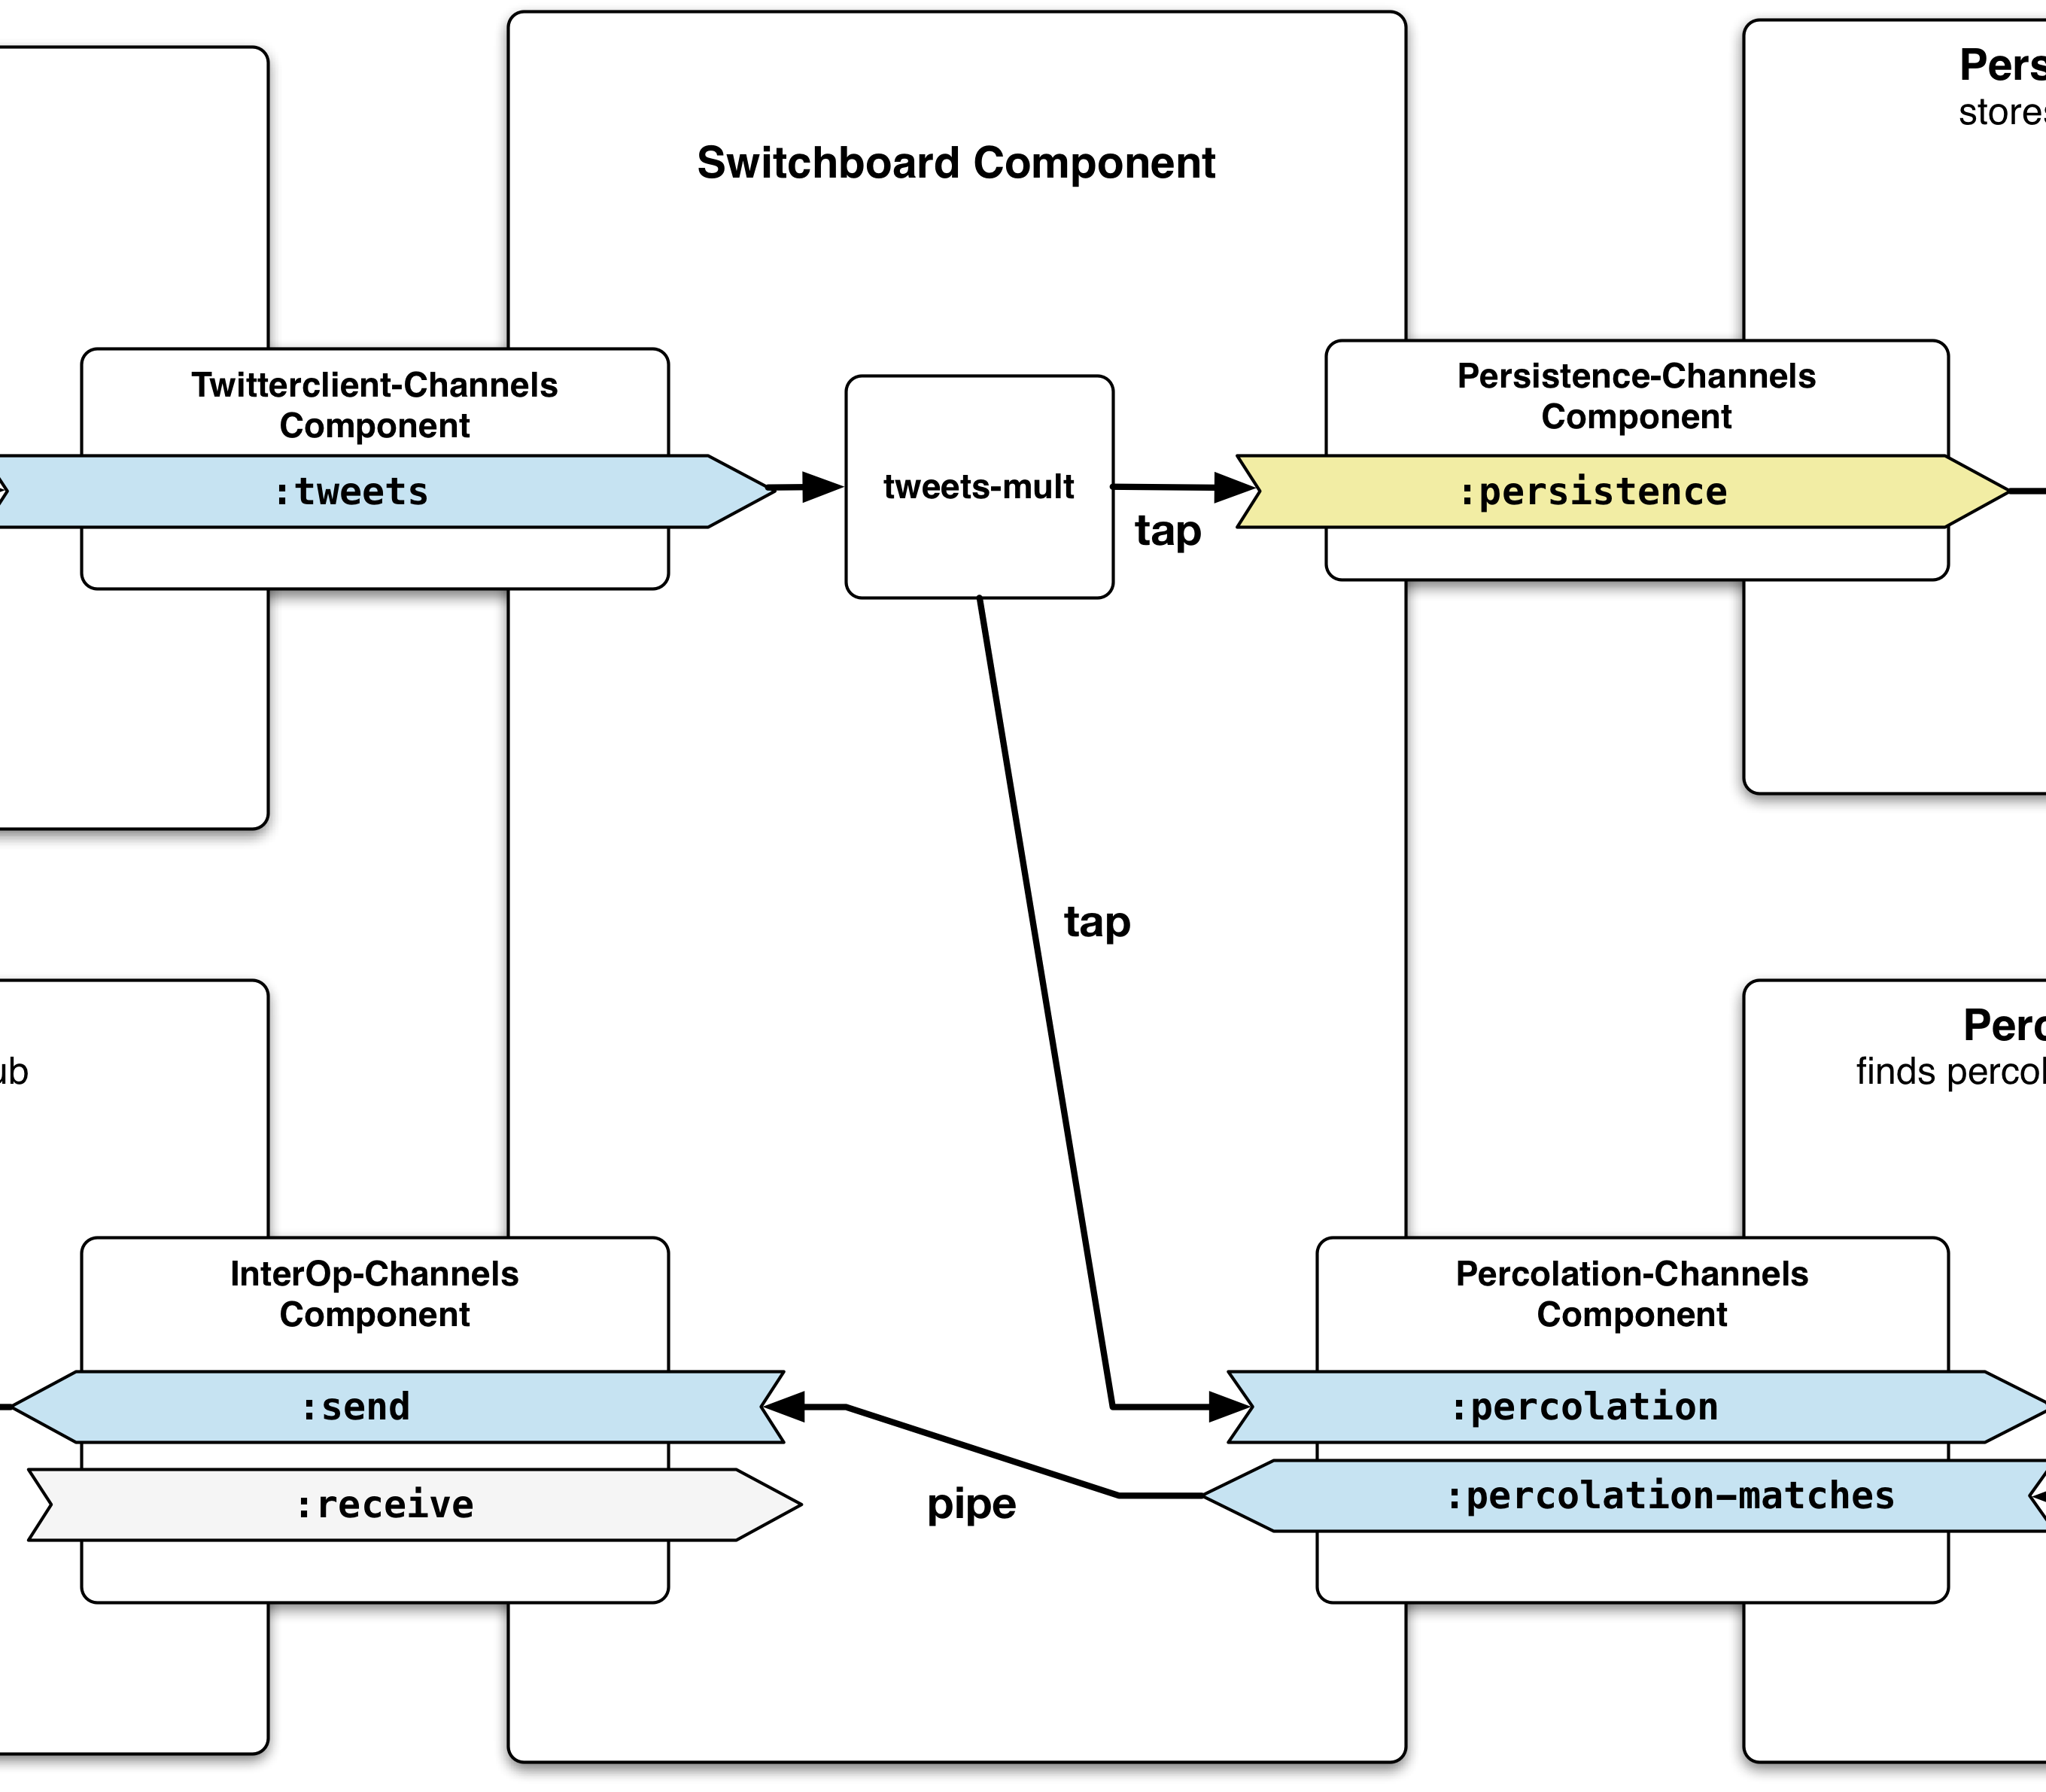 Switchboard Component
Twitterclient-Channels
Component
:tweets
tweets-mult
tap
Persistence-Channels
Component
:persistence
Pers
stores
tap
ub
Perc
finds percol
InterOp-Channels
Component
:send
:receive
pipe
Percolation-Channels
Component
:percolation
:percolation-matches